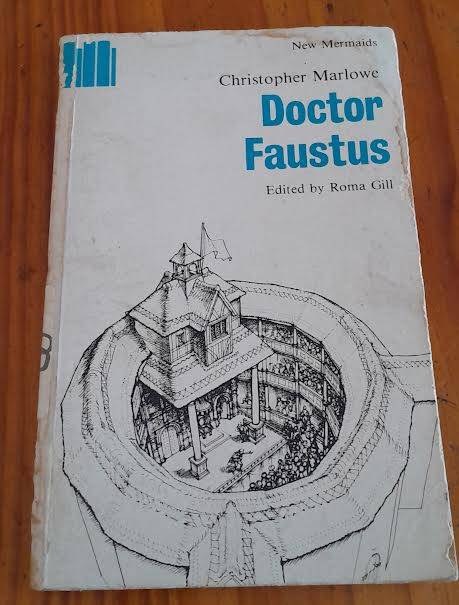 New Mermaids
Christopher Marlowe
Doctor
Faustus
Edited by Roma Gill